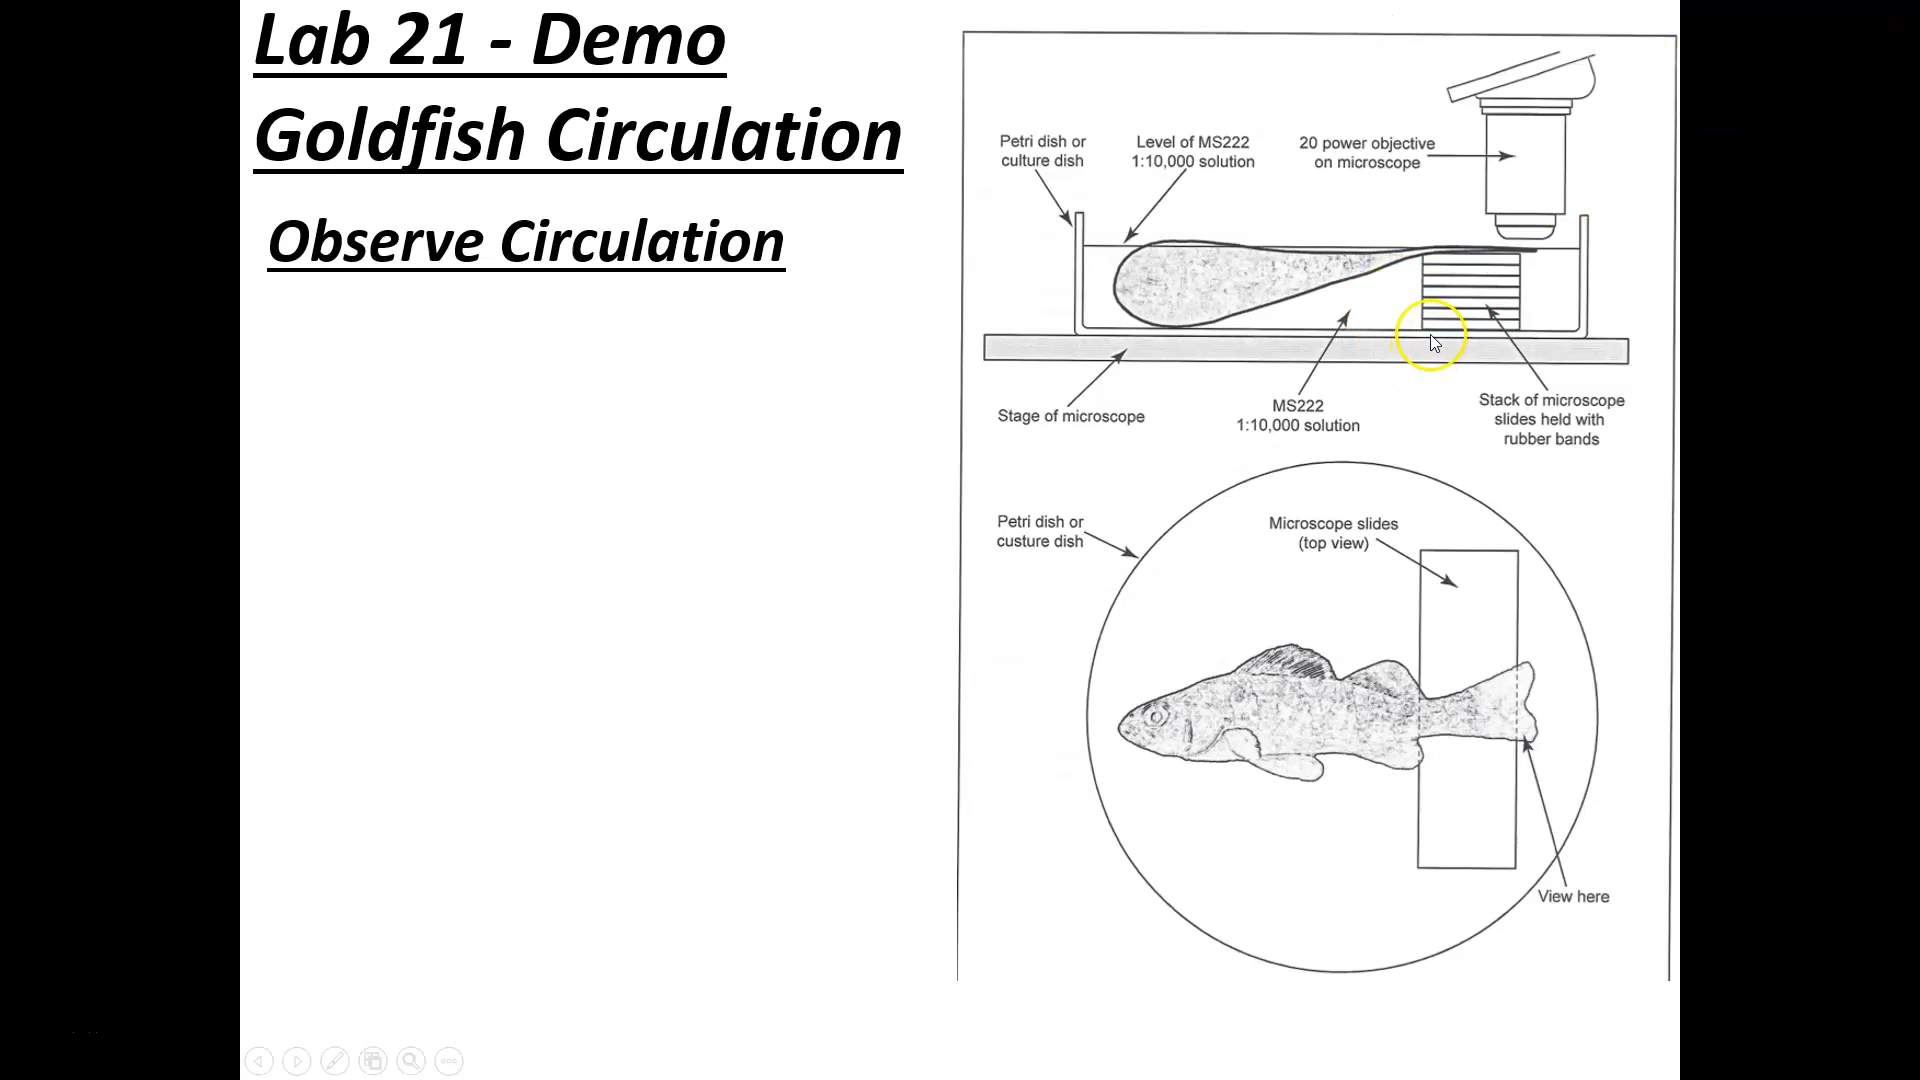 Lab 21 - Demo
Goldfish Circulation
Observe Circulation
Petri dish or
culture dish
Level of MS222
1:10,000 solution
20 power objective
on microscope
Stage of microscope
MS222
1:10,000 solution
Stack of microscope
slides held with
rubber bands
Petri dish or
custure dish
Microscope slides
(top view)
View here